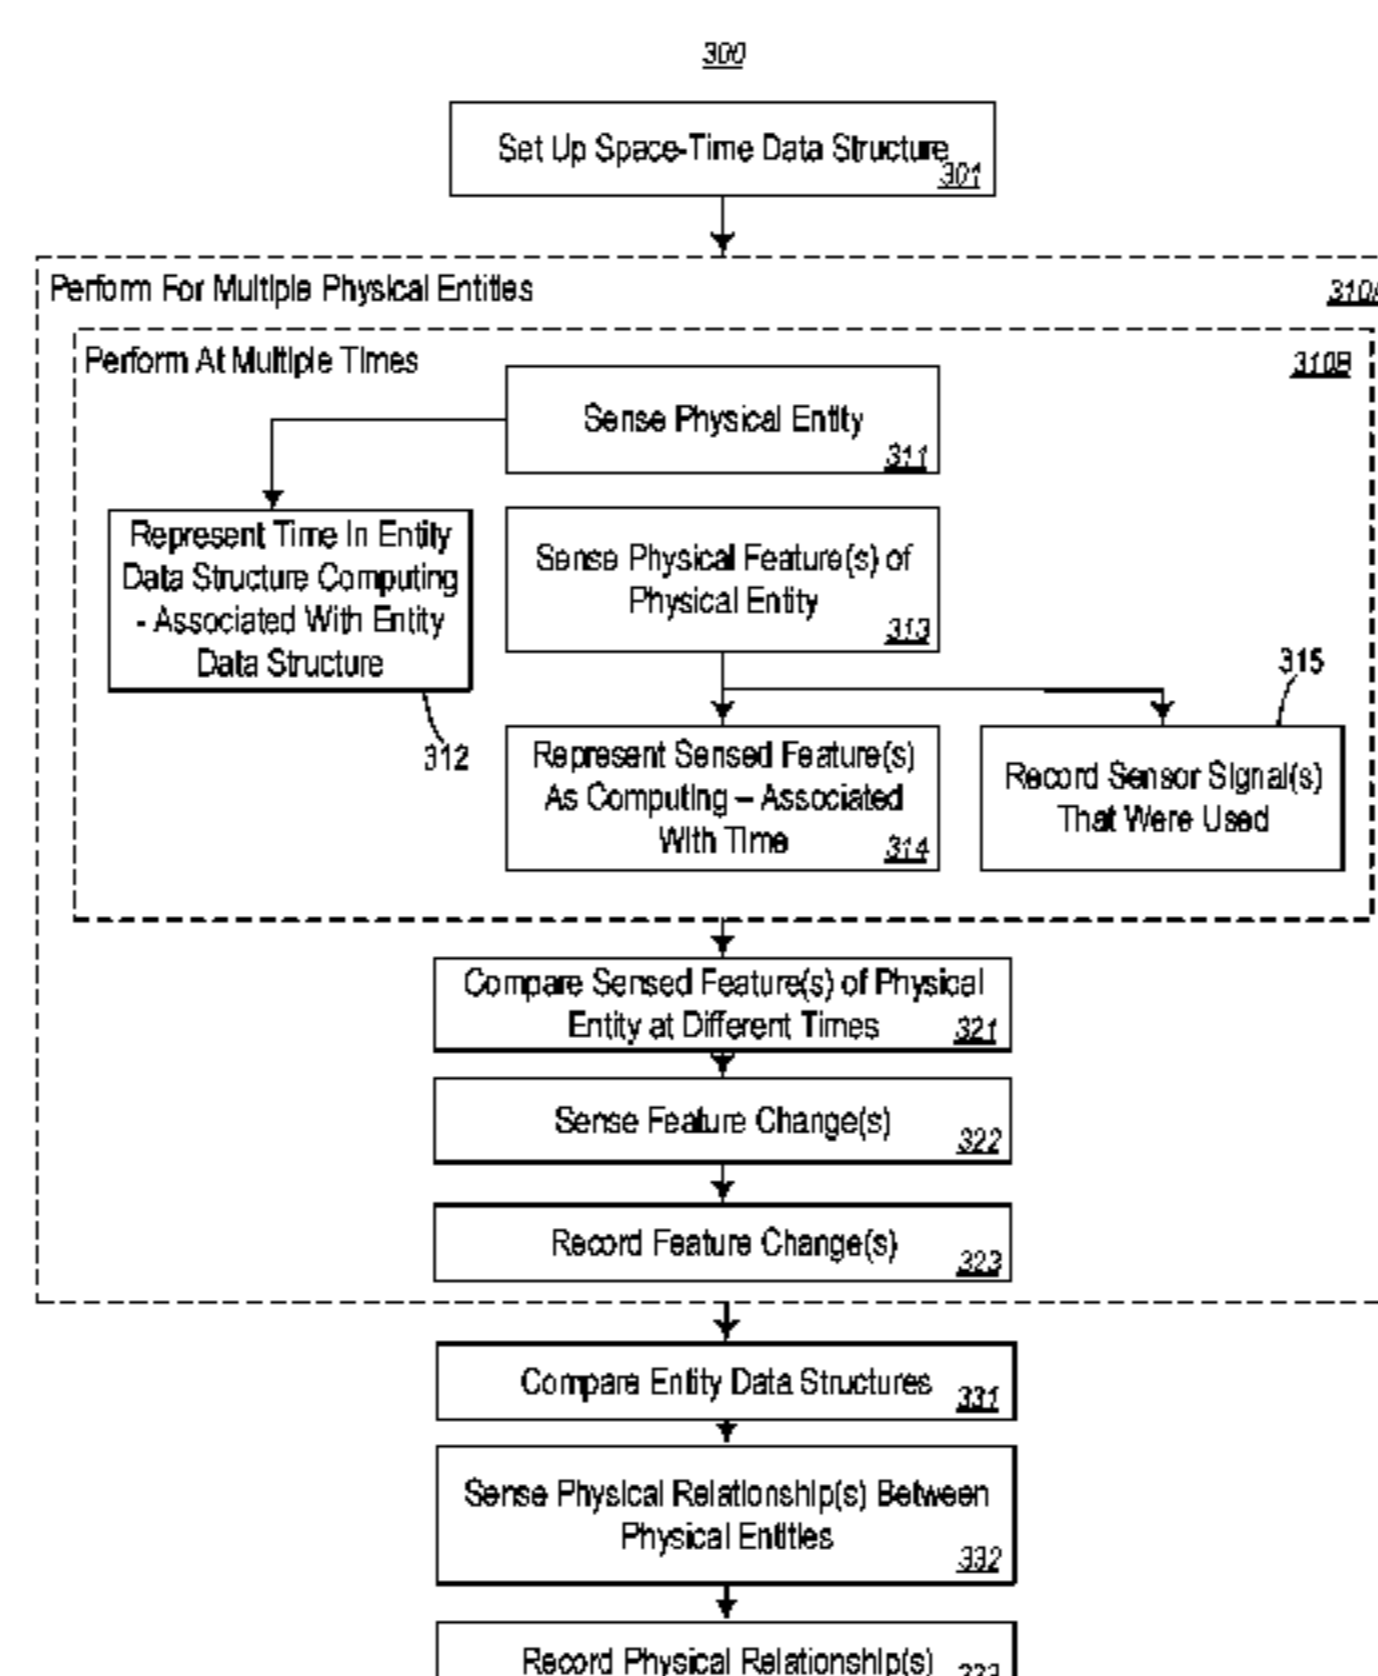 300
Set Up Space-Time Data Structure
301
Perform For Multiple Physical Entities
310A
Perform At Multiple Times
310B
Sense Physical Entity
311
Represent Time In Entity
Data Structure Computing
- Associated With Entity
Data Structure
312
Sense Physical Feature(s) of
Physical Entity
313
315
Represent Sensed Feature(s)
As Computing – Associated
With Time
314
Record Sensor Signal(s)
That Were Used
Compare Sensed Feature(s) of Physical
Entity at Different Times
321
Sense Feature Change(s)
322
Record Feature Change(s)
323
Compare Entity Data Structures
331
Sense Physical Relationship(s) Between
Physical Entities
332
Record Physical Relationship(s)
333